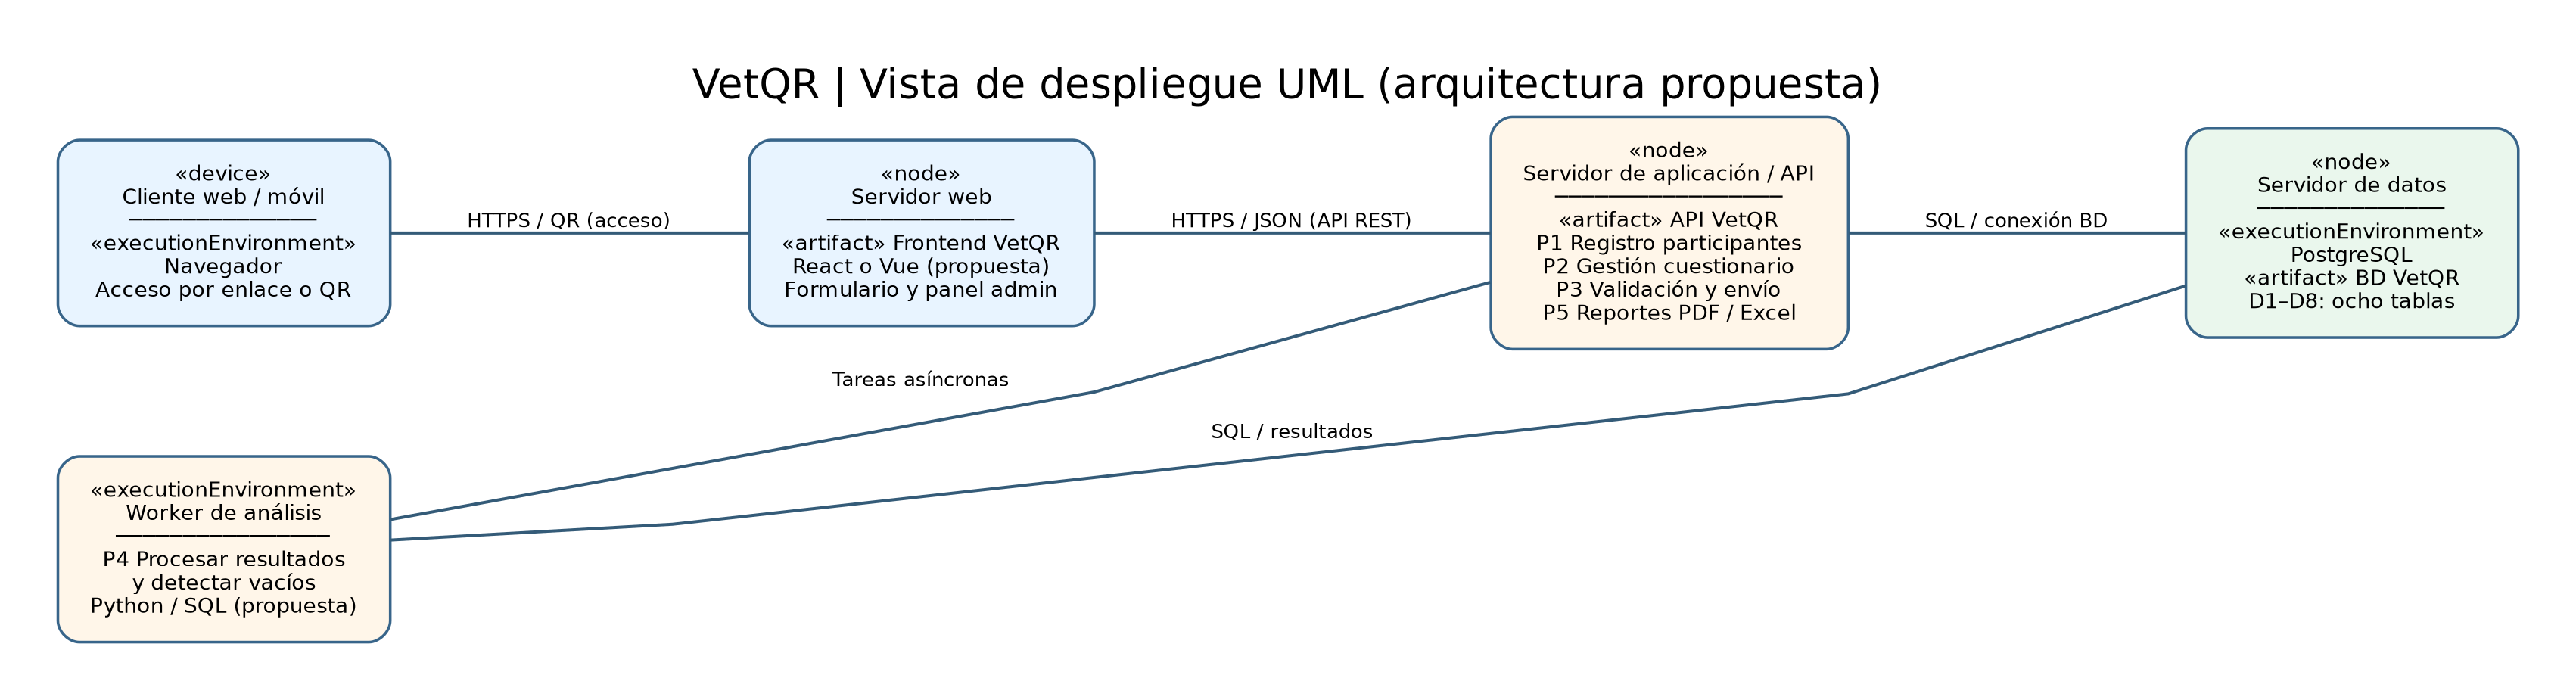 VetQR | Vista de despliegue UML (arquitectura propuesta)
«device»
Cliente web / móvil
«executionEnvironment»
Navegador
Acceso por enlace o QR
HTTPS / QR (acceso)
«node»
Servidor web
«artifact» Frontend VetQR
React o Vue (propuesta)
Formulario y panel admin
HTTPS / JSON (API REST)
«node»
Servidor de aplicación / API
«artifact» API VetQR
P1 Registro participantes
P2 Gestión cuestionario
P3 Validación y envío
P5 Reportes PDF / Excel
SQL / conexión BD
«node»
Servidor de datos
«executionEnvironment»
PostgreSQL
«artifact» BD VetQR
D1–D8: ocho tablas
Tareas asíncronas
SQL / resultados
«executionEnvironment»
Worker de análisis
P4 Procesar resultados
y detectar vacíos
Python / SQL (propuesta)